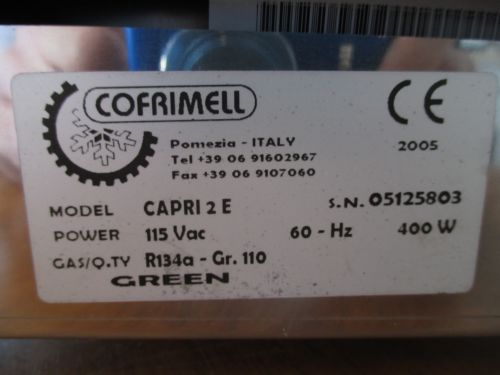 COFRIMELL
CE
Pomezia - ITALY
2005
Tel +39 06 91602967
Fax +39 06 9107060
MODEL CAPRI 2 E S.N. 05125803
POWER 115 Vac 60 - Hz 400 W
GAS/Q.TY R134a - Gr. 110
GREEN